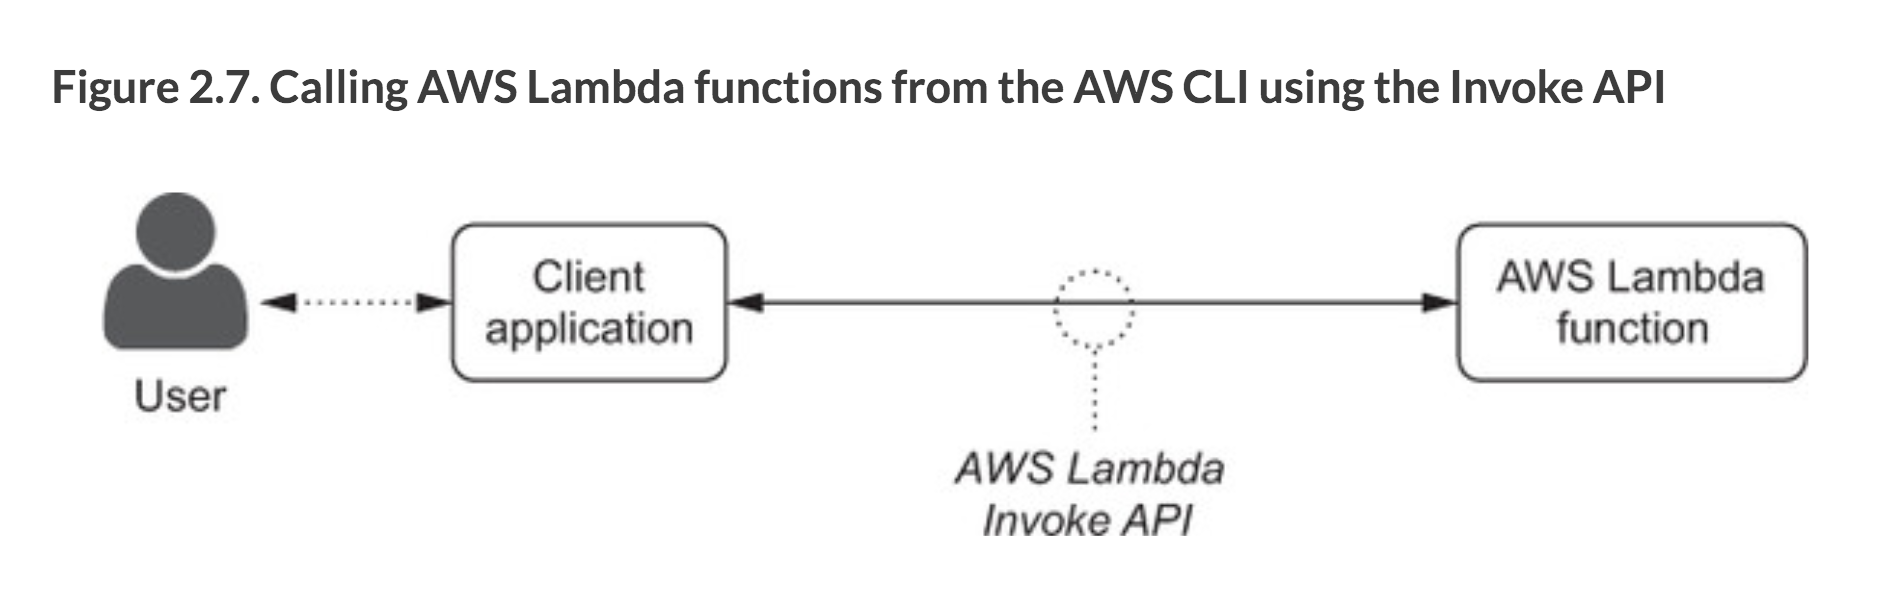 Figure 2.7. Calling AWS Lambda functions from the AWS CLI using the Invoke API
User
Client
application
AWS Lambda
Invoke API
AWS Lambda
function